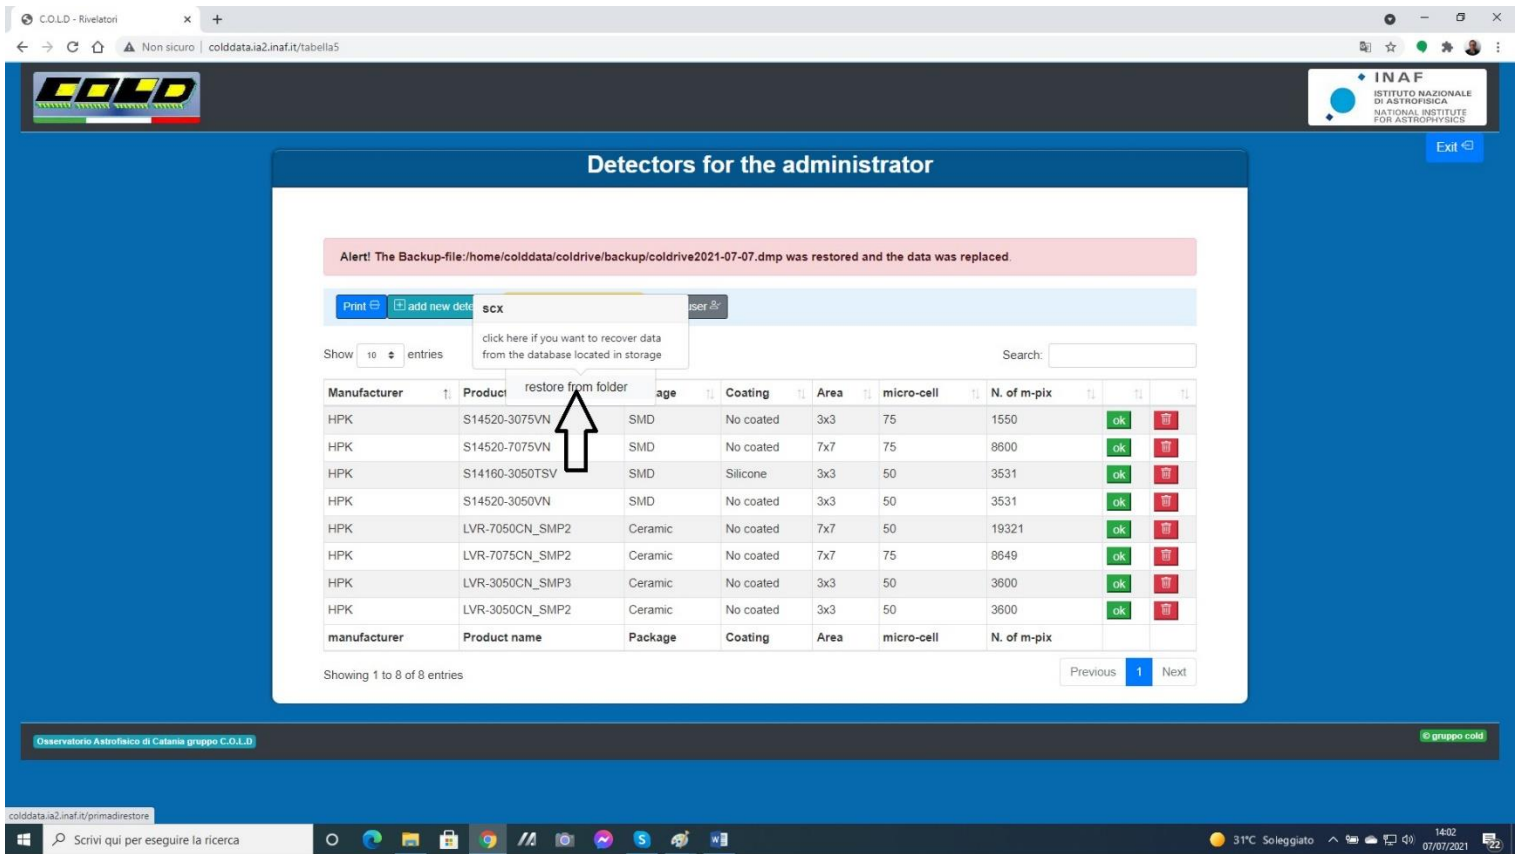 C.O.L.D - Rivelatori
Non sicuro | colddata.ia2.inaf.it/tabella5
COLD
INAF
ISTITUTO NAZIONALE
DI ASTROFISICA
NATIONAL INSTITUTE
FOR ASTROPHYSICS
Exit
Detectors for the administrator
Alert! The Backup-file:/home/colddata/coldrive/backup/coldrive2021-07-07.dmp was restored and the data was replaced.
Print add new dete user
scx
click here if you want to recover data
from the database located in storage
Show 10 entries Search:
restore from folder
Manufacturer Produc age Coating Area micro-cell N. of m-pix
HPK S14520-3075VN SMD No coated 3x3 75 1550 ok
HPK S14520-7075VN SMD No coated 7x7 75 8600 ok
HPK S14160-3050TSV SMD Silicone 3x3 50 3531 ok
HPK S14520-3050VN SMD No coated 3x3 50 3531 ok
HPK LVR-7050CN_SMP2 Ceramic No coated 7x7 50 19321 ok
HPK LVR-7075CN_SMP2 Ceramic No coated 7x7 75 8649 ok
HPK LVR-3050CN_SMP3 Ceramic No coated 3x3 50 3600 ok
HPK LVR-3050CN_SMP2 Ceramic No coated 3x3 50 3600 ok
manufacturer Product name Package Coating Area micro-cell N. of m-pix
Showing 1 to 8 of 8 entries Previous 1 Next
Osservatorio Astrofisico di Catania gruppo C.O.L.D © gruppo cold
colddata.ia2.inaf.it/primadirestore
Scrivi qui per eseguire la ricerca 31°C Soleggiato 14:02
07/07/2021 22